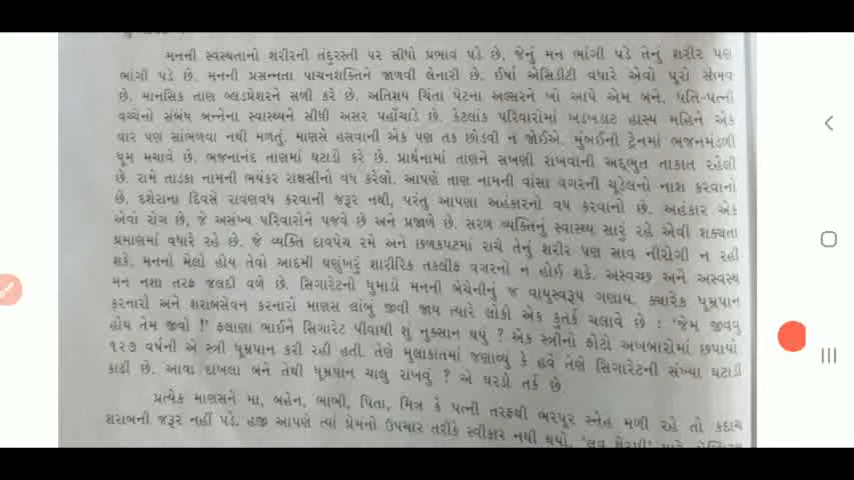 મનની સ્વસ્થતાનો શરીરની તંદુરસ્તી પર સીધો પ્રભાવ પડે છે, જેનું મન ભાંગી પડે તેનું શરીર પણ
ભાંગી પડે છે. મનની પ્રસન્નતા પાચનશક્તિને જાળવી લેનારી છે. ઈર્ષા એસિડીટી વધારે એવો પૂરો સંભવ
છે. માનસિક તાણ બ્લડપ્રેશરને સળી કરે છે. અતિશય ચિંતા પેટના અલ્સરને ખો આપે એમ બને. પતિ-પત્ની
વચ્ચેનો સંબંધ બન્નેના સ્વાસ્થ્યને સીધી અસર પહોંચાડે છે. કેટલાંક પરિવારોમાં ખડખડાટ હાસ્ય મહિને એક
વાર પણ સાંભળવા નથી મળતું. માણસે હસવાની એક પણ તક છોડવી ન જોઈએ. મુંબઈની ટ્રેનમાં ભજનમંડળી
ધૂમ મચાવે છે. ભજનાનંદ તાણમાં ઘટાડો કરે છે. પ્રાર્થનામાં તાણને સખણી રાખવાની અદ્ભુત તાકાત રહેલી
છે. રામે તાડકા નામની ભયંકર રાક્ષસીનો વધ કરેલો. આપણે તાણ નામની વાંસા વગરની ચૂડેલનો નાશ કરવાનો
છે. દશેરાના દિવસે રાવણવધ કરવાની જરૂર નથી, પરંતુ આપણા અહંકારનો વધ કરવાનો છે. અહંકાર એક
એવો રોગ છે, જે અસંખ્ય પરિવારોને પજવે છે અને પ્રજાળે છે. સરળ વ્યક્તિનું સ્વાસ્થ્ય સારું રહે એવી શક્યતા
પ્રમાણમાં વધારે રહે છે. જે વ્યક્તિ દાવપેચ રમે અને છળકપટમાં રાચે તેનું શરીર પણ સાવ નીરોગી ન રહી
શકે. મનનો મેલો હોય તેવો આદમી ઘણુંખરું શારીરિક તકલીફ વગરનો ન હોઈ શકે. અસ્વચ્છ અને અસ્વસ્થ
મન નશા તરફ જલદી વળે છે. સિગારેટનો ધુમાડો મનની બેચેનીનું જ વાયુસ્વરૂપ ગણાય. ક્યારેક ધૂમ્રપાન
કરનારો અને શરાબસેવન કરનારો માણસ લાંબું જીવી જાય ત્યારે લોકો એક કુતર્ક ચલાવે છે : 'જેમ જીવવું
હોય તેમ જીવો !' ફલાણા ભાઈને સિગારેટ પીવાથી શું નુકસાન થયું ? એક સ્ત્રીનો ફોટો અખબારોમાં છપાયો
૧૨૭ વર્ષની એ સ્ત્રી ધૂમ્રપાન કરી રહી હતી. તેણે મુલાકાતમાં જણાવ્યું કે હવે તેણે સિગારેટની સંખ્યા ઘટાડી
કાઢી છે. આવા દાખલા બને તેથી ધૂમ્રપાન ચાલુ રાખવું ? એ ઘરડો તર્ક છે
પ્રત્યેક માણસને મા, બહેન, ભાભી, પિતા, મિત્ર કે પત્ની તરફથી ભરપૂર સ્નેહ મળી રહે તો કદાચ
શરાબની જરૂર નહીં પડે. હજી આપણે ત્યાં પ્રેમનો ઉપચાર તરીકે સ્વીકાર નથી થયો. 'લવ